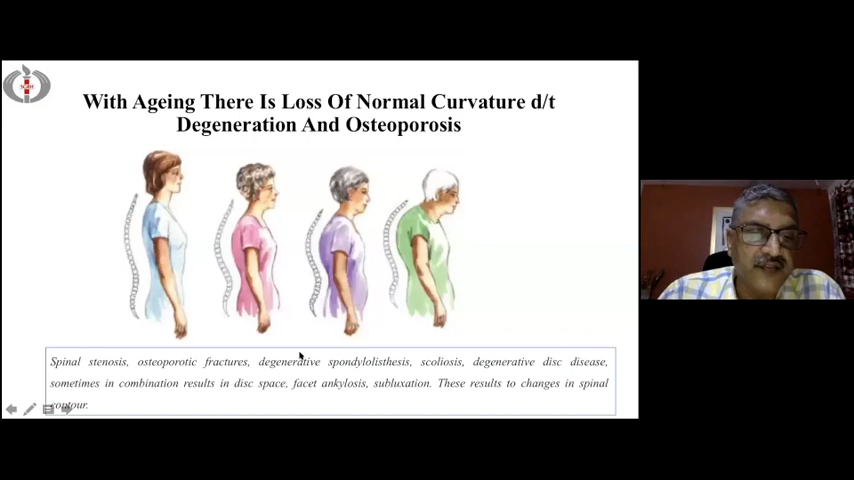 With Ageing There Is Loss Of Normal Curvature d/t
Degeneration And Osteoporosis
Spinal stenosis, osteoporotic fractures, degenerative spondylolisthesis, scoliosis, degenerative disc disease,
sometimes in combination results in disc space, facet ankylosis, subluxation. These results to changes in spinal
contour.